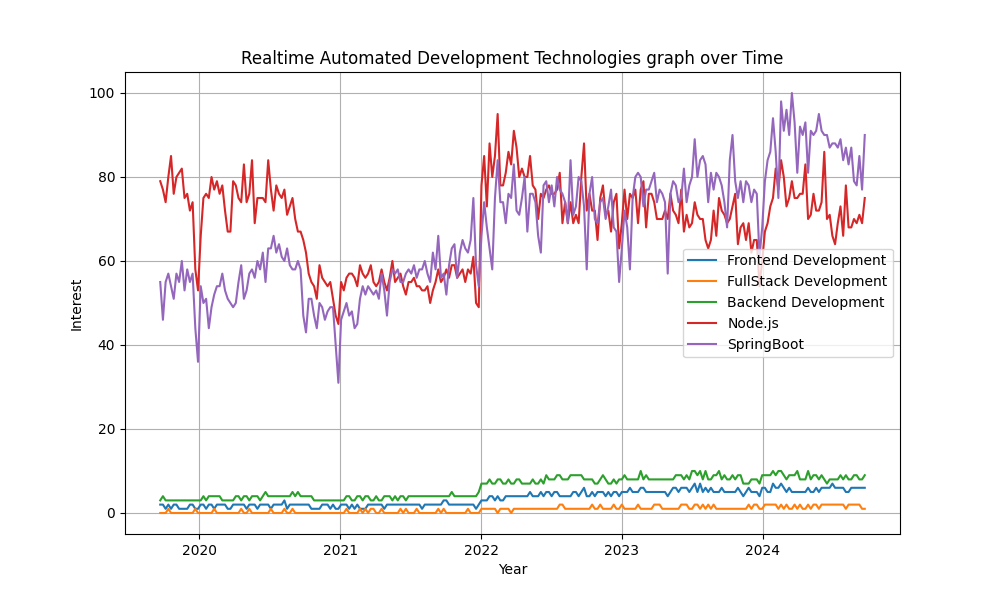 Realtime Automated Development Technologies graph over Time
100
80
60
40
20
0
Interest
Frontend Development
FullStack Development
Backend Development
Node.js
SpringBoot
2020 2021 2022 2023 2024
Year